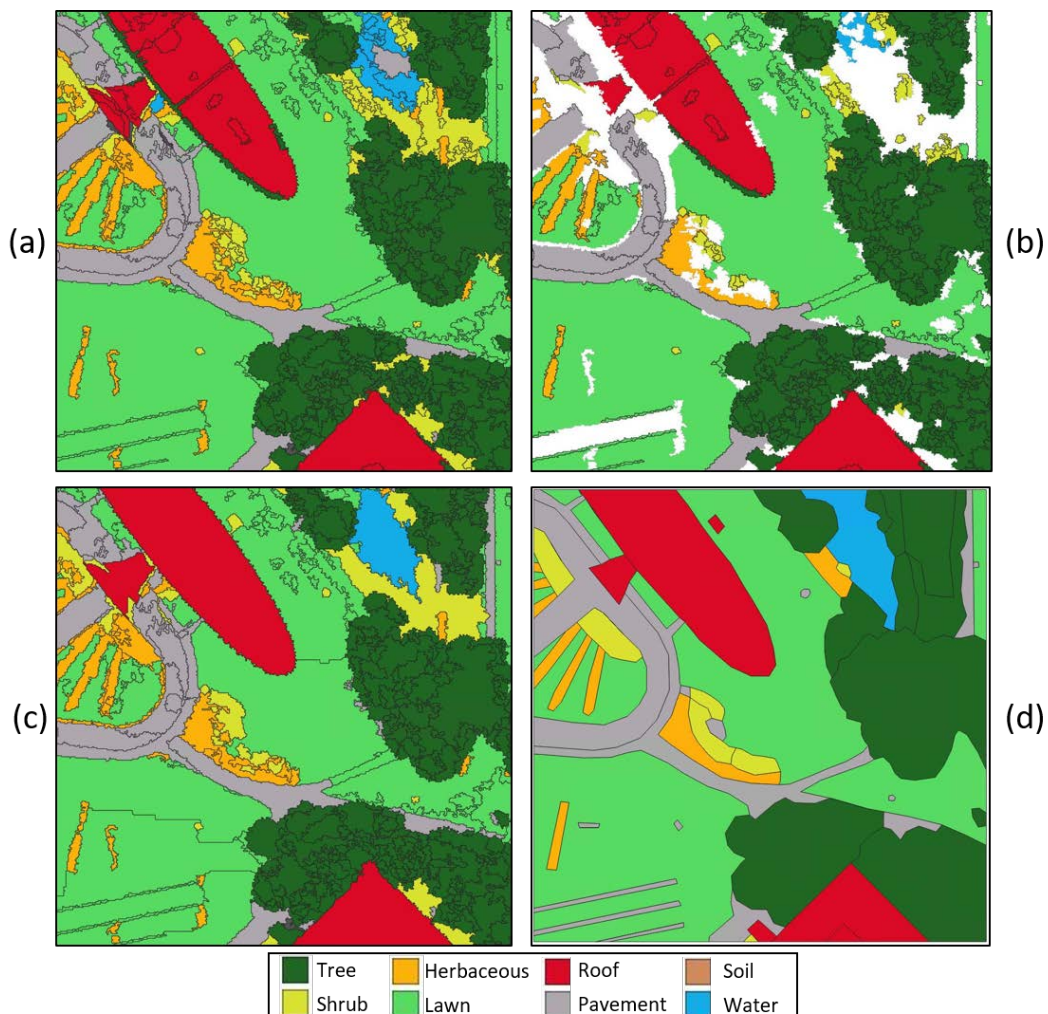 (a)
(b)
(c)
(d)
Tree Herbaceous Roof Soil
Shrub Lawn Pavement Water